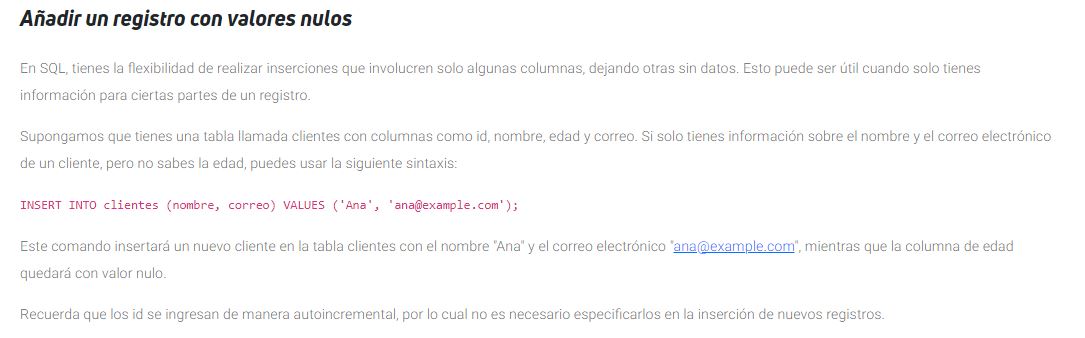 Añadir un registro con valores nulos
En SQL, tienes la flexibilidad de realizar inserciones que involucren solo algunas columnas, dejando otras sin datos. Esto puede ser útil cuando solo tienes
información para ciertas partes de un registro.
Supongamos que tienes una tabla llamada clientes con columnas como id, nombre, edad y correo. Si solo tienes información sobre el nombre y el correo electrónico
de un cliente, pero no sabes la edad, puedes usar la siguiente sintaxis:
INSERT INTO clientes (nombre, correo) VALUES ('Ana', 'ana@example.com');
Este comando insertará un nuevo cliente en la tabla clientes con el nombre "Ana" y el correo electrónico "ana@example.com", mientras que la columna de edad
quedará con valor nulo.
Recuerda que los id se ingresan de manera autoincremental, por lo cual no es necesario especificarlos en la inserción de nuevos registros.